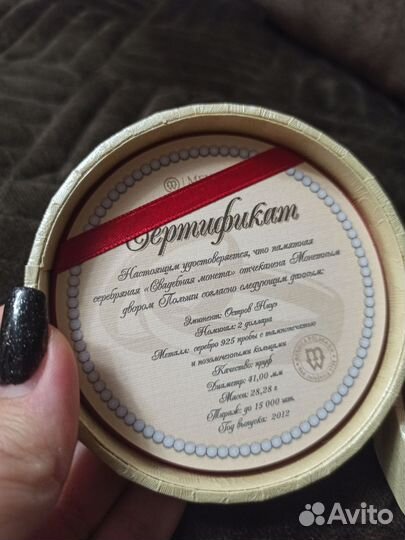 Сертификат
Настоящим удостоверяется, что памятная
серебряная «Свадебная монета» отчеканена Монетным
двором Польши согласно следующим данным:
Эмитент: Остров Ниуэ
Номинал: 2 доллара
Металл: серебро 925 пробы с тампопечатью
и позолоченными кольцами
Качество: пруф
Диаметр: 41,00 мм
Масса: 28,28 г
Тираж: до 15 000 шт.
Год выпуска: 2012
Avito